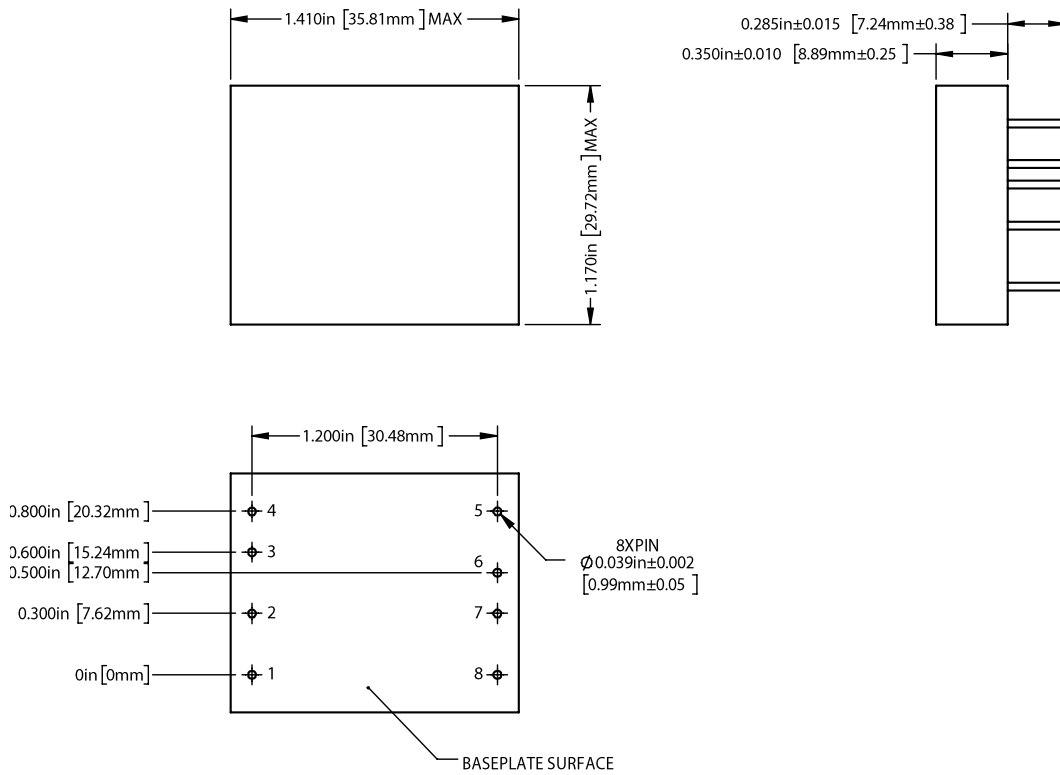 1.410in [35.81mm] MAX
0.285in±0.015 [7.24mm±0.38]
0.350in±0.010 [8.89mm±0.25]
1.170in [29.72mm] MAX
1.200in [30.48mm]
0.800in [20.32mm]
4
5
0.600in [15.24mm]
3
8XPIN
6
Ø0.039in±0.002
0.500in [12.70mm]
[0.99mm±0.05]
0.300in [7.62mm]
2
7
0in[0mm]
1
8
BASEPLATE SURFACE